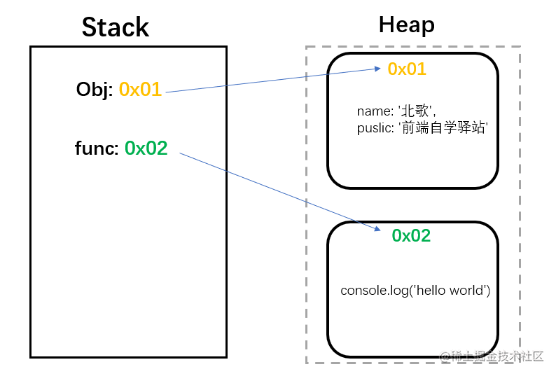 Stack
Heap
Obj: 0x01
func: 0x02
0x01
name: '北歌',
puslic: '前端自学驿站'
0x02
console.log('hello world')
@稀土掘金技术社区